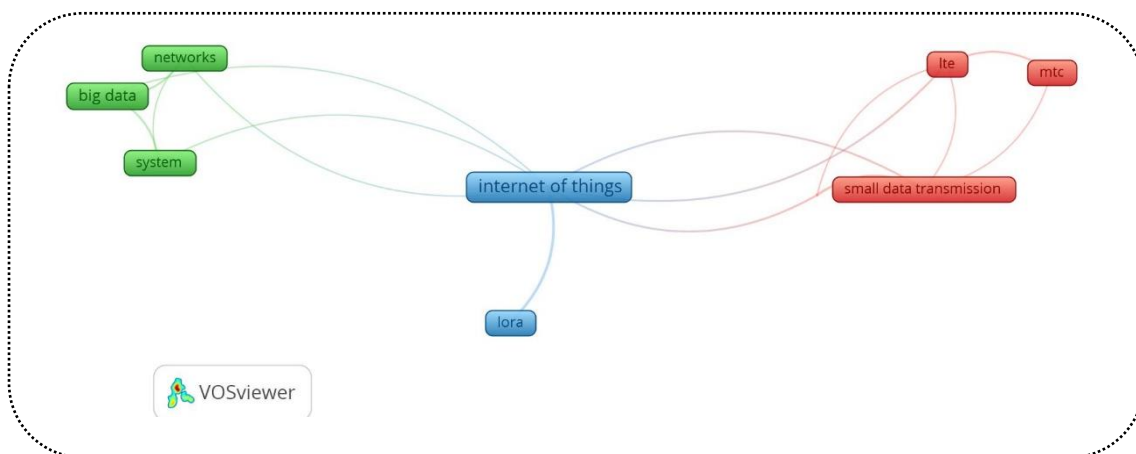 networks
big data
system
lte
mtc
internet of things
small data transmission
lora
VOSviewer